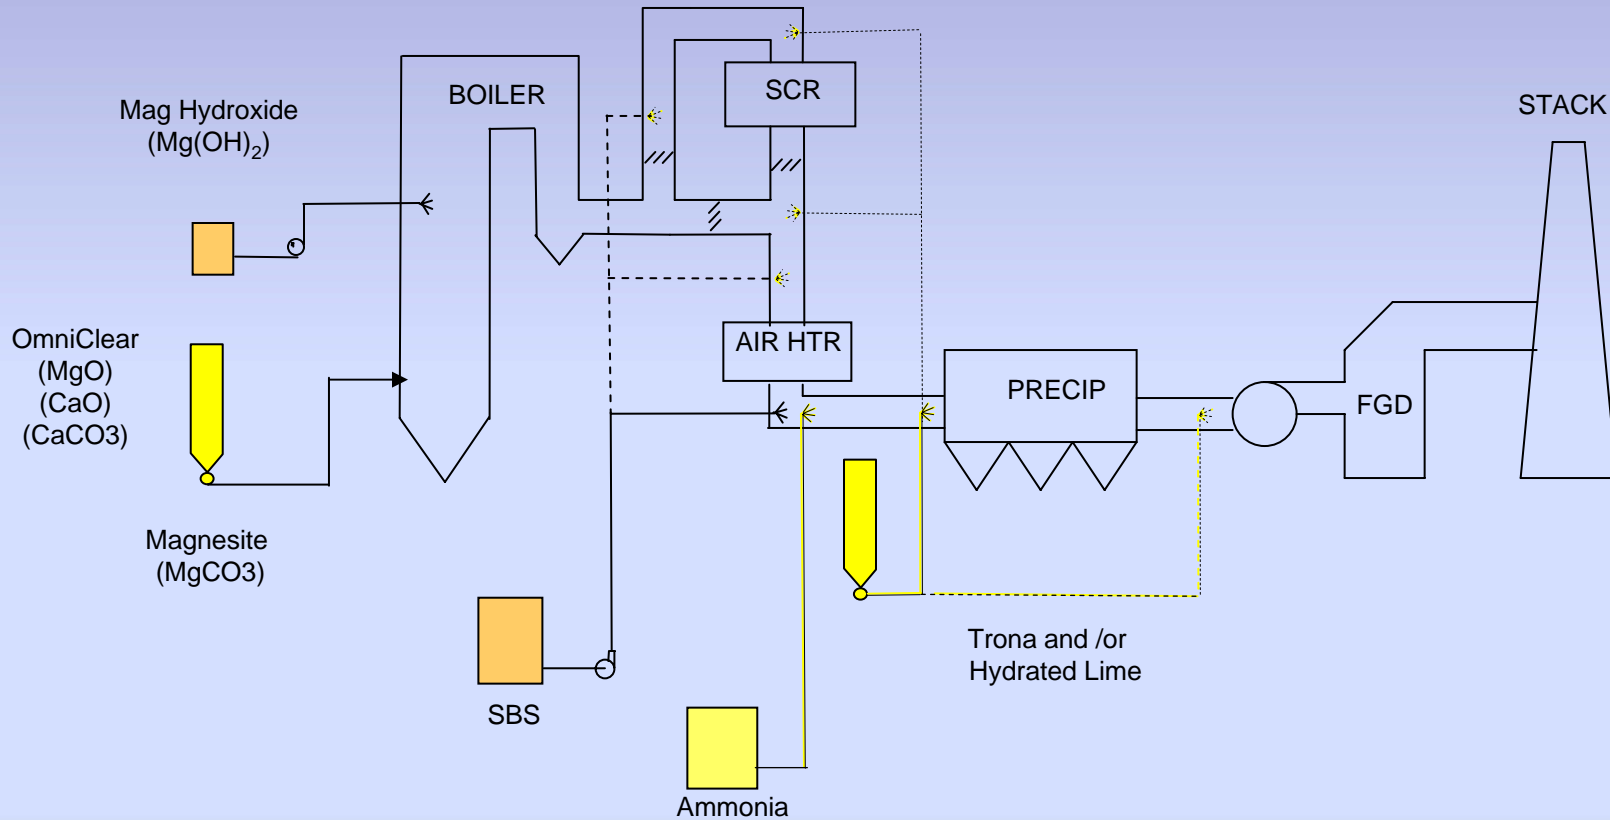 BOILER
SCR
STACK
Mag Hydroxide
(Mg(OH)₂)
OmniClear
(MgO)
(CaO)
(CaCO3)
AIR HTR
PRECIP
FGD
Magnesite
(MgCO3)
Trona and /or
Hydrated Lime
SBS
Ammonia